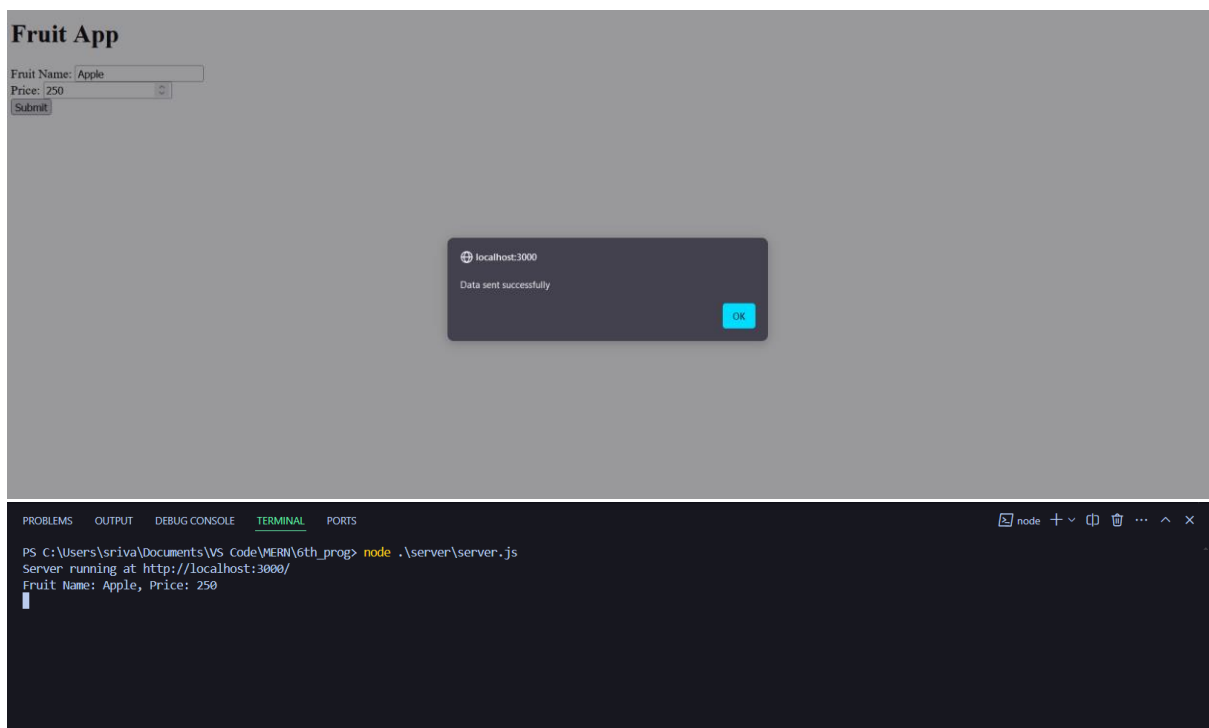 Fruit App
Fruit Name: Apple
Price: 250
Submit
localhost:3000
Data sent successfully
OK
PROBLEMS OUTPUT DEBUG CONSOLE TERMINAL PORTS node
PS C:\Users\sriva\Documents\VS Code\MERN\6th_prog> node .\server\server.js
Server running at http://localhost:3000/
Fruit Name: Apple, Price: 250